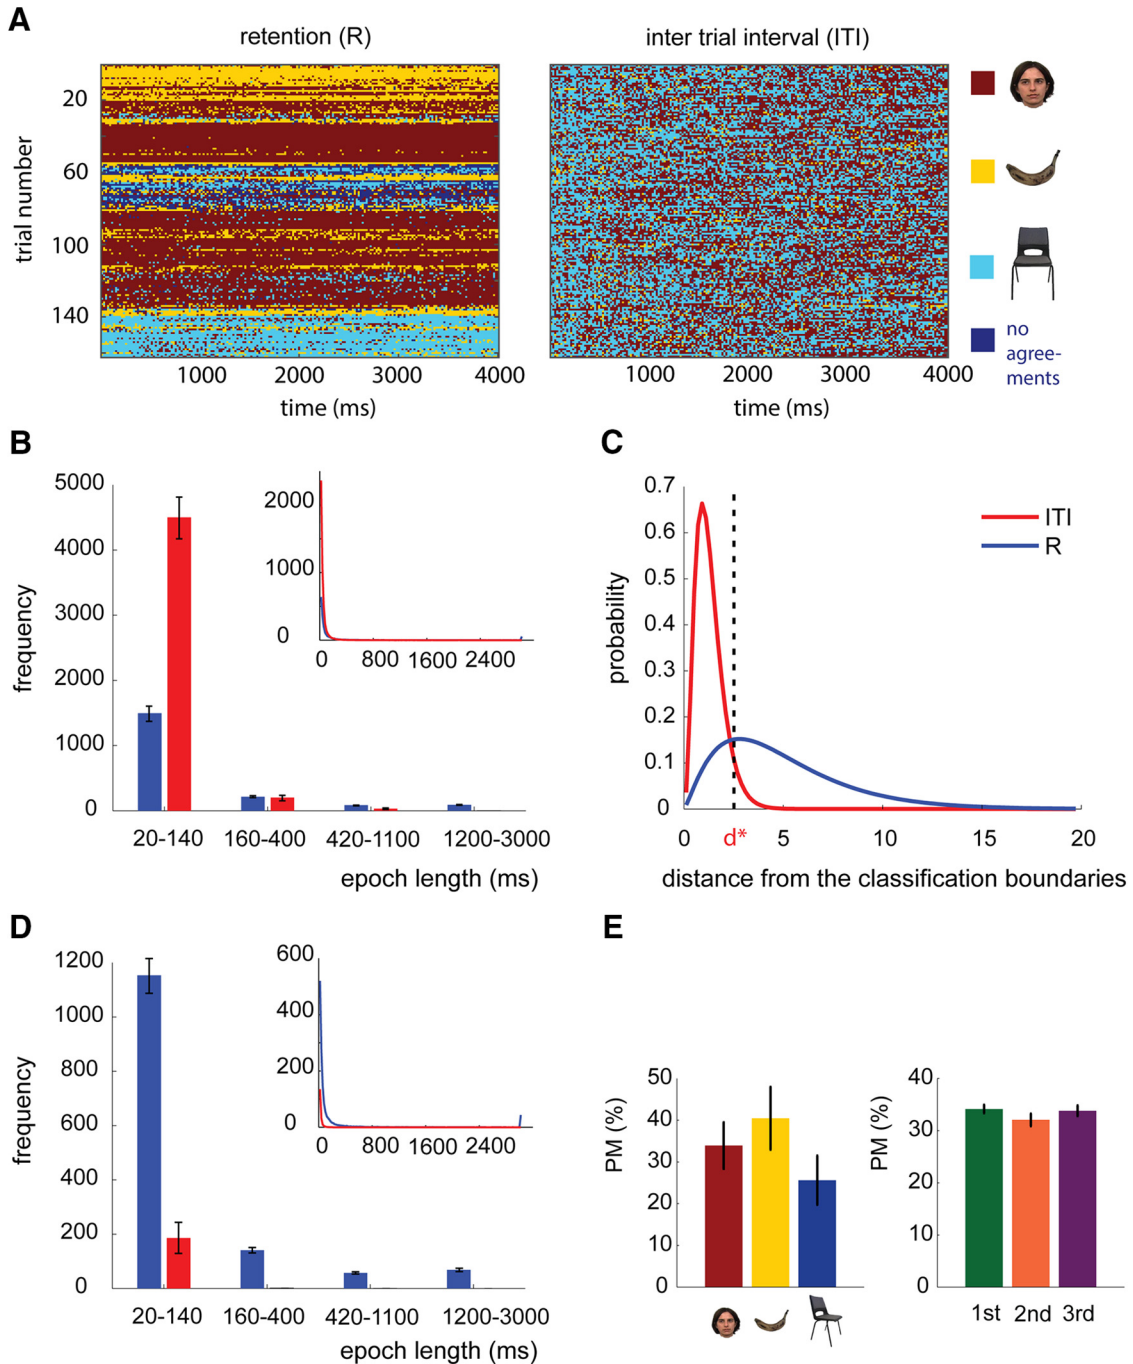 A
retention (R)
inter trial interval (ITI)
trial number
20
60
100
140
1000 2000 3000 4000
time (ms)
1000 2000 3000 4000
time (ms)
no
agree-
ments
B
frequency
5000
4000
3000
2000
1000
0
2000
1000
0
0 800 1600 2400
20-140 160-400 420-1100 1200-3000
epoch length (ms)
C
probability
0.7
0.6
0.5
0.4
0.3
0.2
0.1
0
ITI
R
0 d* 5 10 15 20
distance from the classification boundaries
D
frequency
1200
1000
800
600
400
200
0
600
400
200
0
0 800 1600 2400
20-140 160-400 420-1100 1200-3000
epoch length (ms)
E
PM (%)
50
40
30
20
10
0
PM (%)
40
30
20
10
0
1st 2nd 3rd